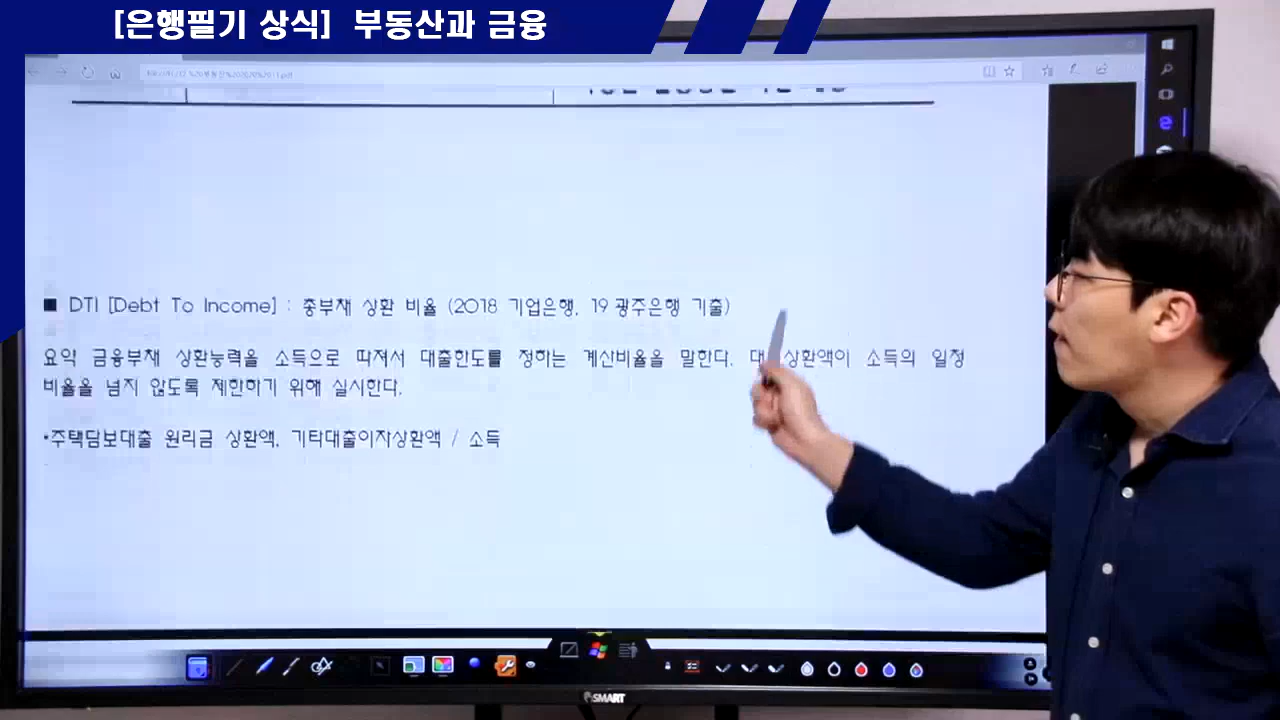 [은행필기 상식] 부동산과 금융
■ DTI [Debt To Income] : 총부채 상환 비율 (2018 기업은행, 19 광주은행 기출)
요약 금융부채 상환능력을 소득으로 따져서 대출한도를 정하는 계산비율을 말한다. 상환액이 소득의 일정
비율을 넘지 않도록 제한하기 위해 실시한다.
•주택담보대출 원리금 상환액, 기타대출이자상환액 / 소득
SMART